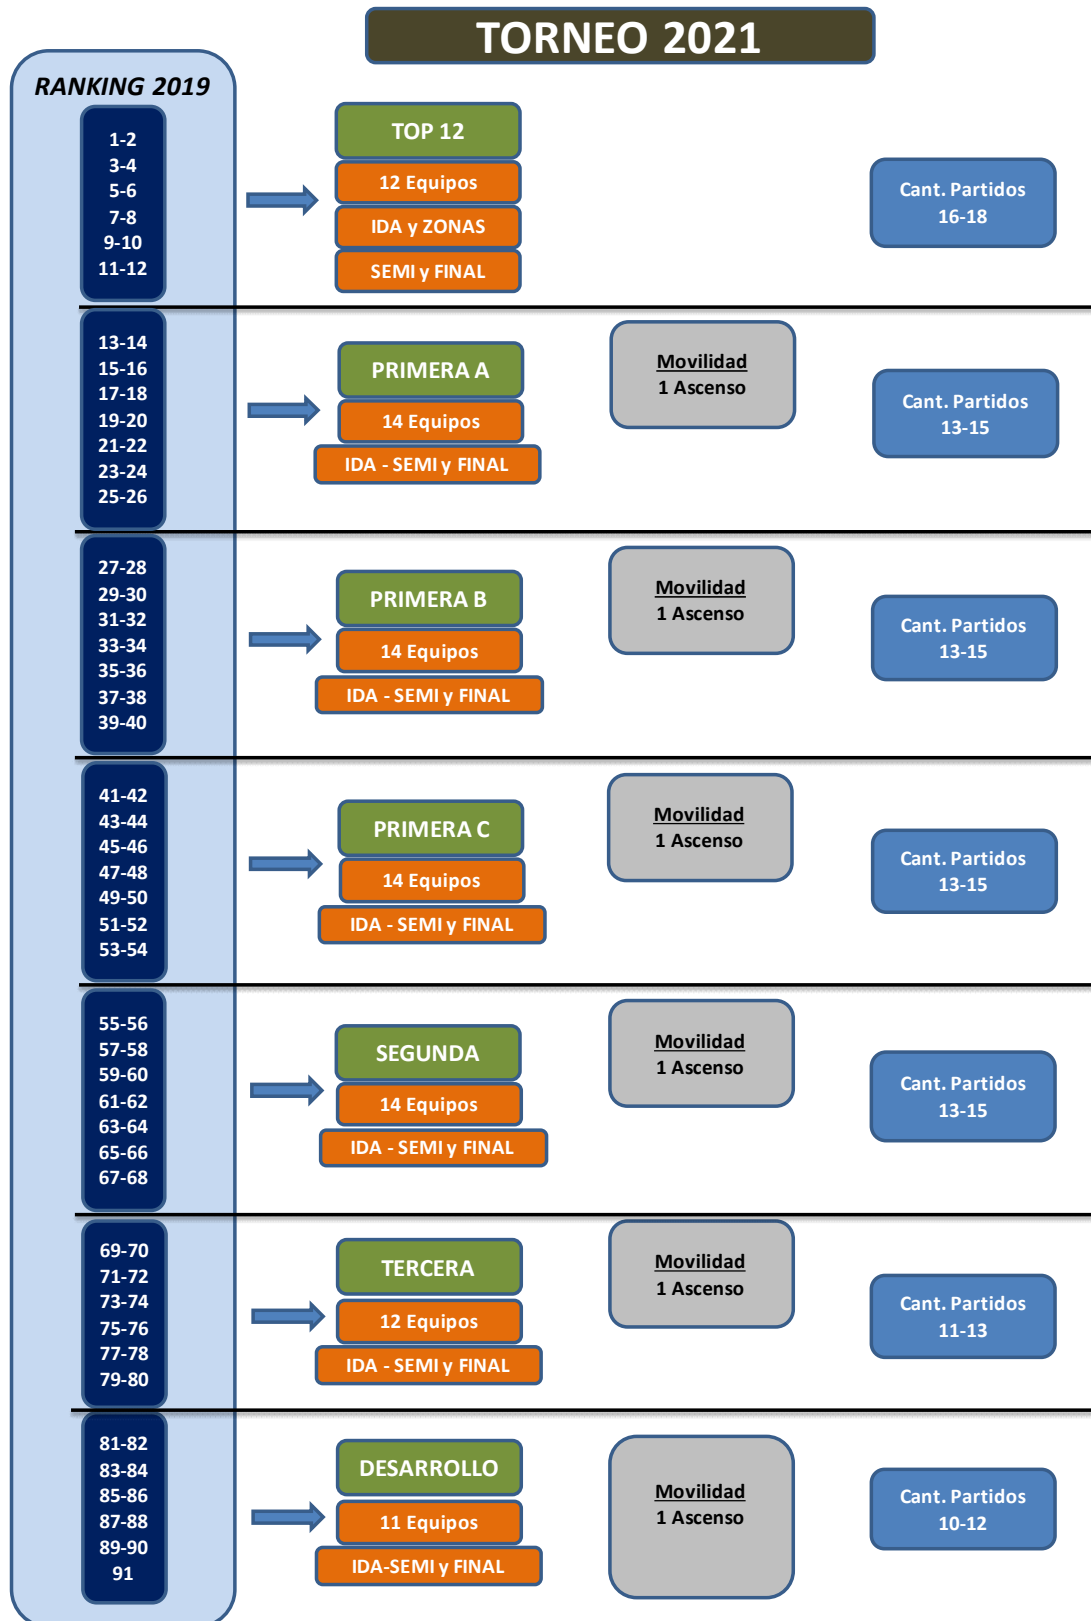 TORNEO 2021
RANKING 2019
1-2
3-4
5-6
7-8
9-10
11-12
TOP 12
12 Equipos
IDA y ZONAS
SEMI y FINAL
Cant. Partidos
16-18
13-14
15-16
17-18
19-20
21-22
23-24
25-26
PRIMERA A
14 Equipos
IDA - SEMI y FINAL
Movilidad
1 Ascenso
Cant. Partidos
13-15
27-28
29-30
31-32
33-34
35-36
37-38
39-40
PRIMERA B
14 Equipos
IDA - SEMI y FINAL
Movilidad
1 Ascenso
Cant. Partidos
13-15
41-42
43-44
45-46
47-48
49-50
51-52
53-54
PRIMERA C
14 Equipos
IDA - SEMI y FINAL
Movilidad
1 Ascenso
Cant. Partidos
13-15
55-56
57-58
59-60
61-62
63-64
65-66
67-68
SEGUNDA
14 Equipos
IDA - SEMI y FINAL
Movilidad
1 Ascenso
Cant. Partidos
13-15
69-70
71-72
73-74
75-76
77-78
79-80
TERCERA
12 Equipos
IDA - SEMI y FINAL
Movilidad
1 Ascenso
Cant. Partidos
11-13
81-82
83-84
85-86
87-88
89-90
91
DESARROLLO
11 Equipos
IDA-SEMI y FINAL
Movilidad
1 Ascenso
Cant. Partidos
10-12